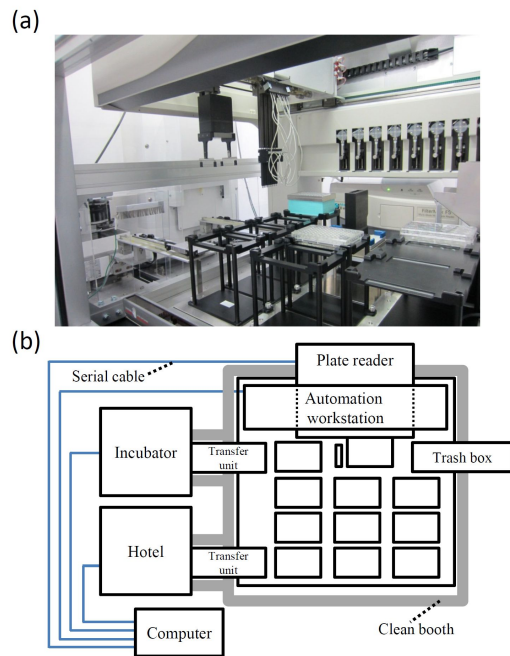 (a)
(b)
Plate reader
Serial cable
Automation
workstation
Incubator
Transfer
unit
Trash box
Hotel
Transfer
unit
Computer
Clean booth